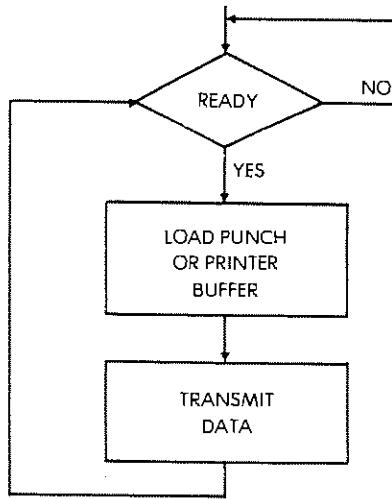 READY
NO
YES
LOAD PUNCH
OR PRINTER
BUFFER
TRANSMIT
DATA